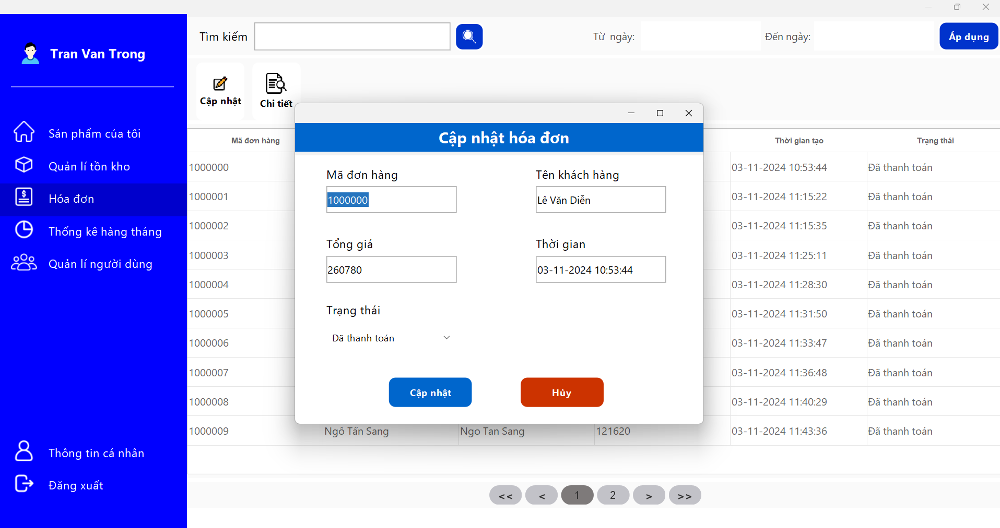 Tran Van Trong
Sản phẩm của tôi
Quản lí tồn kho
Hóa đơn
Thống kê hàng tháng
Quản lí người dùng
Thông tin cá nhân
Đăng xuất
Tìm kiếm
Từ ngày:
Đến ngày:
Áp dụng
Cập nhật
Chi tiết
Mã đơn hàng
Thời gian tạo
Trạng thái
1000000
03-11-2024 10:53:44
Đã thanh toán
1000001
03-11-2024 11:15:22
Đã thanh toán
1000002
03-11-2024 11:15:35
Đã thanh toán
1000003
03-11-2024 11:25:11
Đã thanh toán
1000004
03-11-2024 11:28:30
Đã thanh toán
1000005
03-11-2024 11:31:50
Đã thanh toán
1000006
03-11-2024 11:33:47
Đã thanh toán
1000007
03-11-2024 11:36:48
Đã thanh toán
1000008
03-11-2024 11:40:29
Đã thanh toán
1000009
Ngô Tấn Sang
Ngo Tan Sang
121620
03-11-2024 11:43:36
Đã thanh toán
Cập nhật hóa đơn
Mã đơn hàng
1000000
Tên khách hàng
Lê Văn Diễn
Tổng giá
260780
Thời gian
03-11-2024 10:53:44
Trạng thái
Đã thanh toán
Cập nhật
Hủy
<< < 1 2 > >>